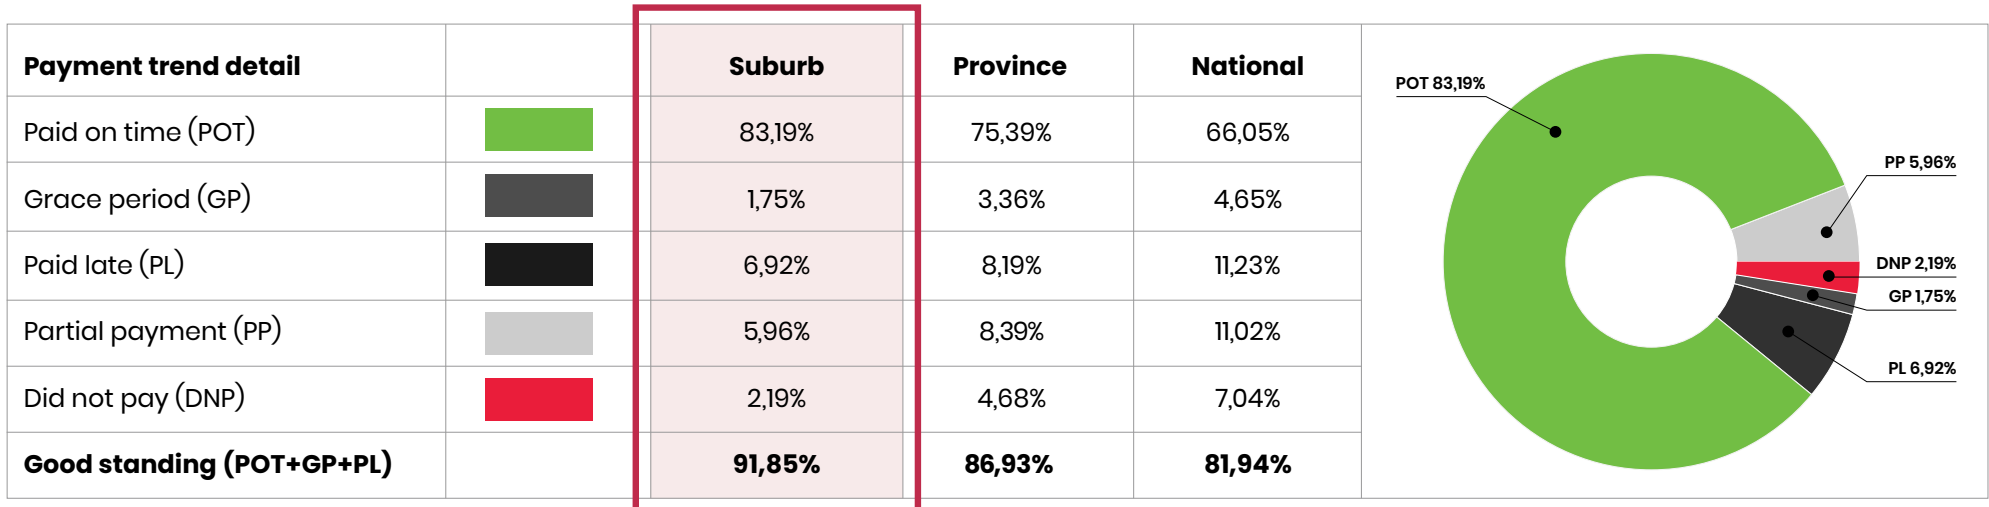 Payment trend detail Suburb Province National
Paid on time (POT) 83,19% 75,39% 66,05%
Grace period (GP) 1,75% 3,36% 4,65%
Paid late (PL) 6,92% 8,19% 11,23%
Partial payment (PP) 5,96% 8,39% 11,02%
Did not pay (DNP) 2,19% 4,68% 7,04%
Good standing (POT+GP+PL) 91,85% 86,93% 81,94%
POT 83,19%
PP 5,96%
DNP 2,19%
GP 1,75%
PL 6,92%